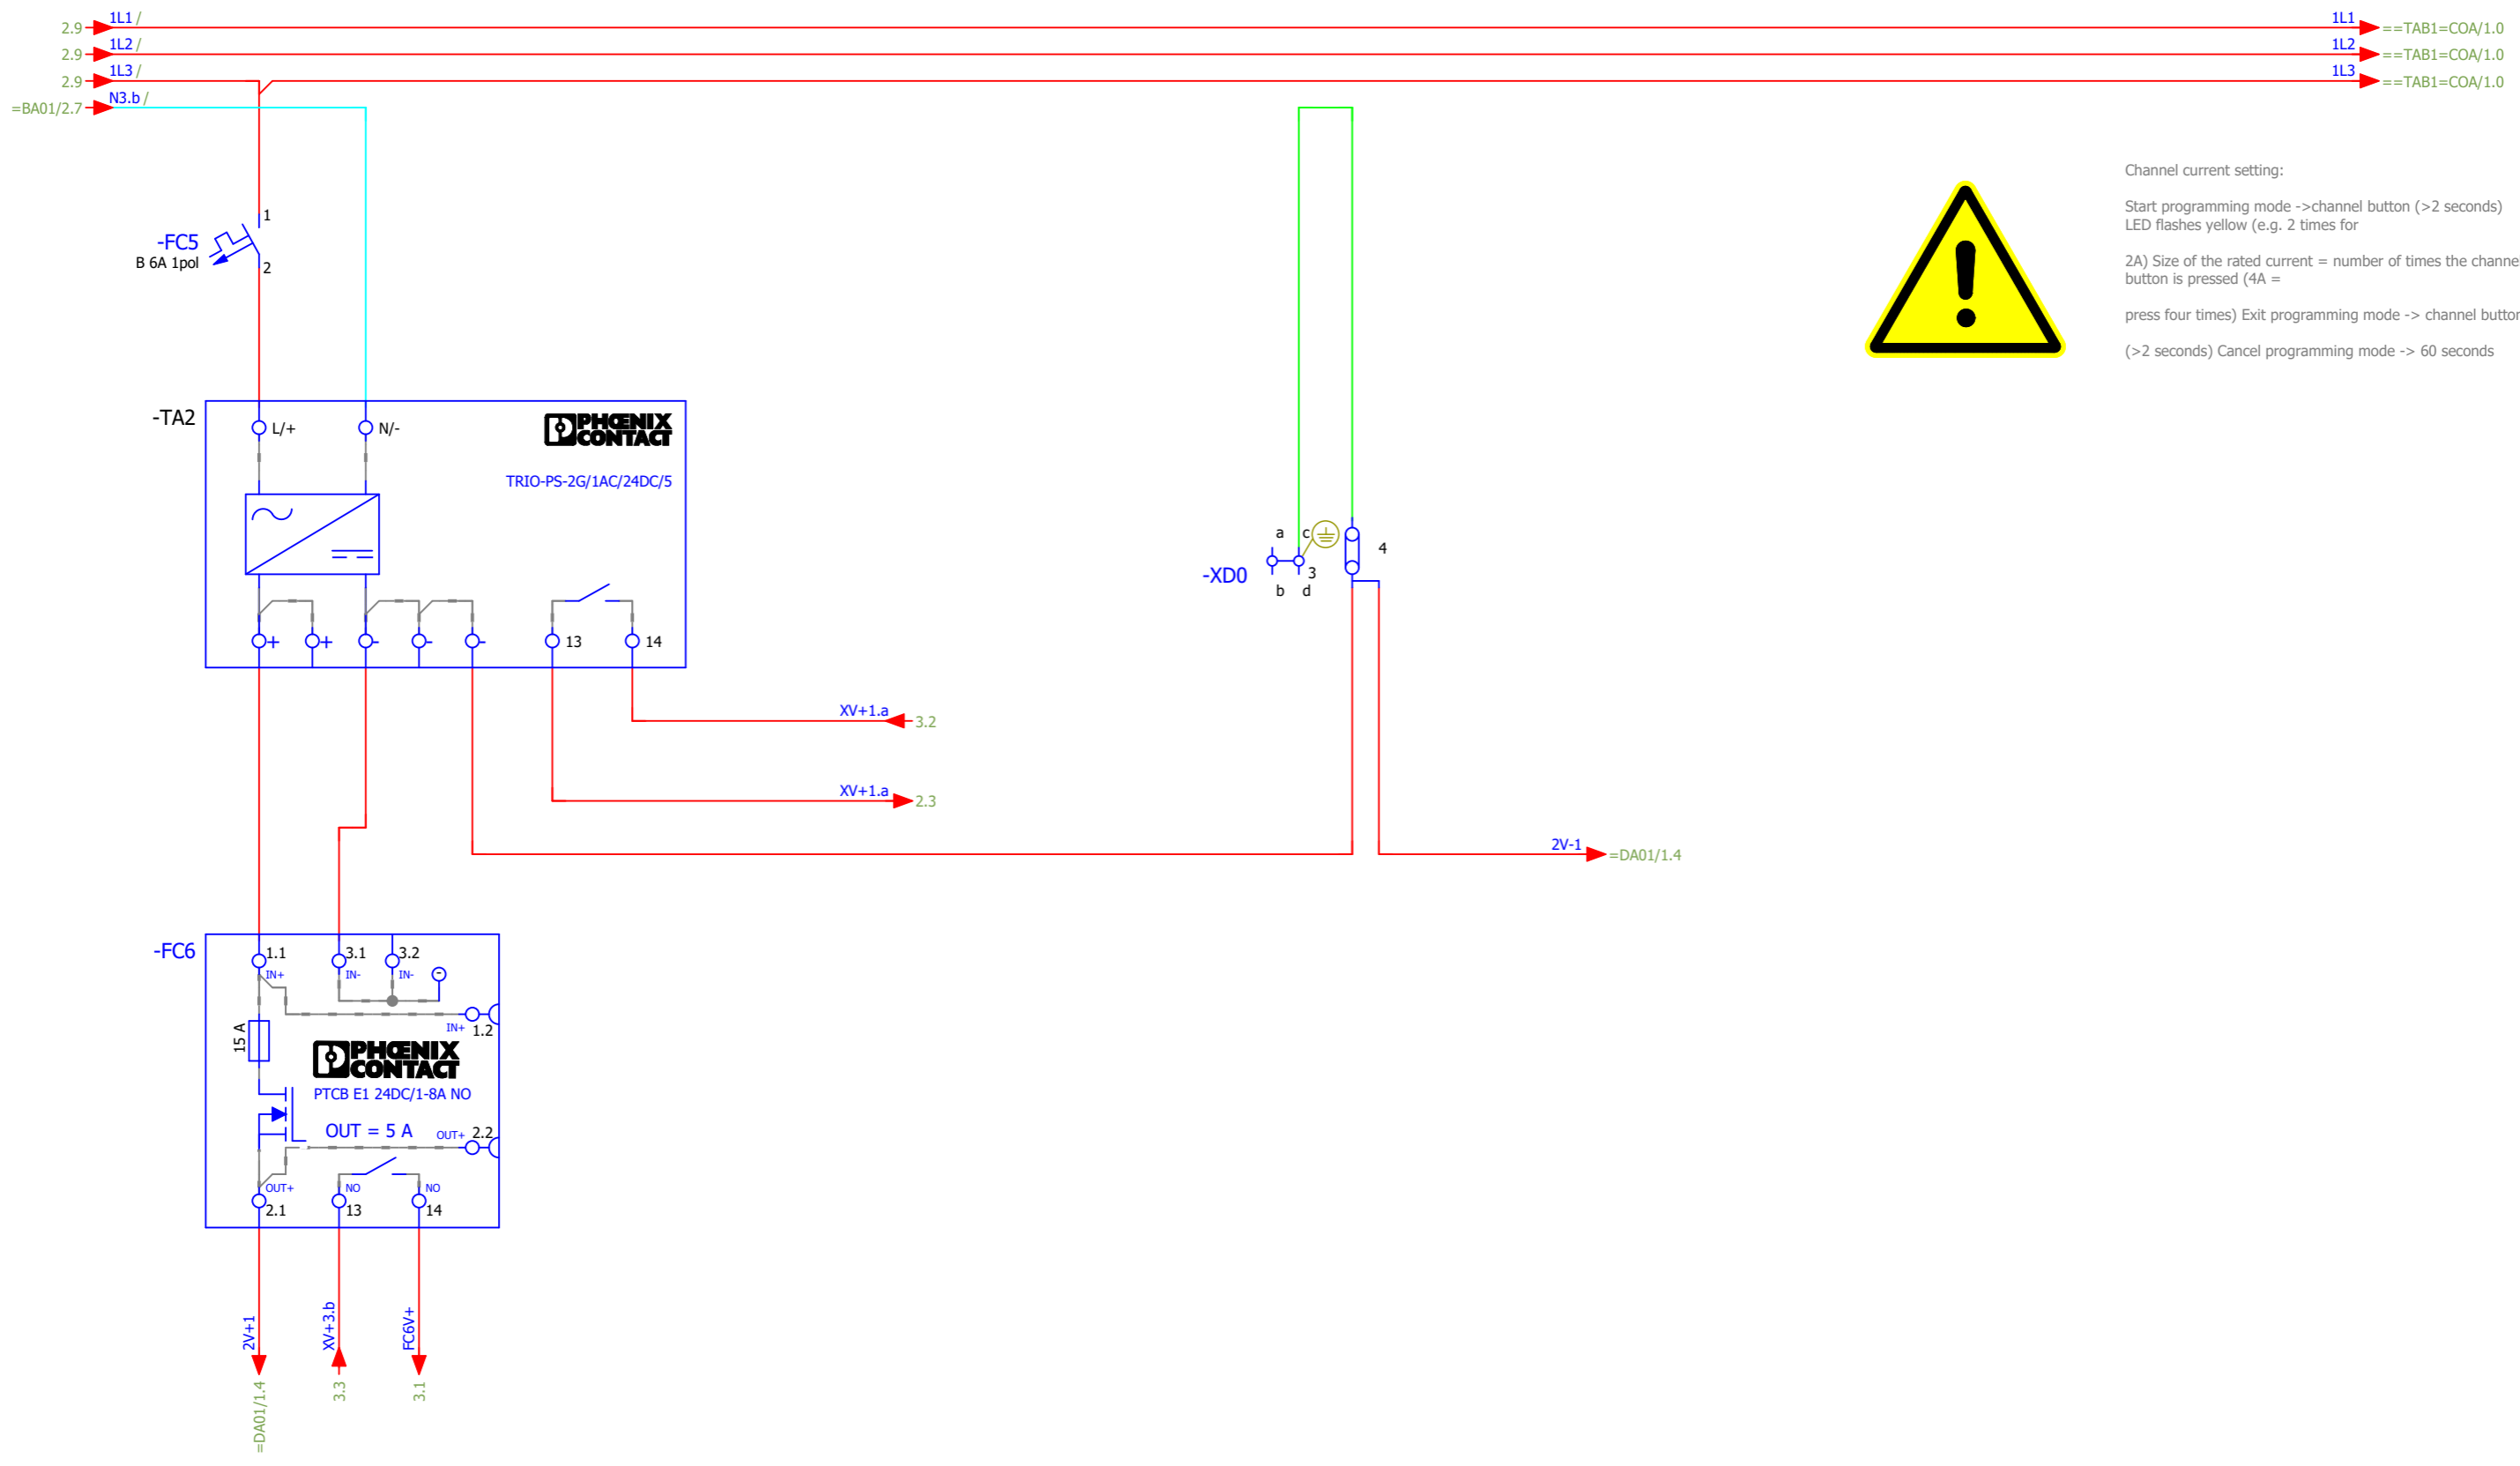 2.9 1L1 / 1L1 ==TAB1=COA/1.0
2.9 1L2 / 1L2 ==TAB1=COA/1.0
2.9 1L3 / 1L3 ==TAB1=COA/1.0
=BA01/2.7 N3.b /
Channel current setting:
Start programming mode ->channel button (>2 seconds)
LED flashes yellow (e.g. 2 times for
2A) Size of the rated current = number of times the channe
button is pressed (4A =
press four times) Exit programming mode -> channel button
(>2 seconds) Cancel programming mode -> 60 seconds
1
-FC5
B 6A 1pol
2
-TA2
L/+ N/-
PHŒNIX
CONTACT
TRIO-PS-2G/1AC/24DC/5
+ + - - - 13 14
a c
4
-XD0
3
b d
XV+1.a 3.2
XV+1.a 2.3
2V-1 =DA01/1.4
-FC6
1.1 3.1 3.2
IN+ IN- IN- -
IN+ 1.2
15 A
PHŒNIX
CONTACT
PTCB E1 24DC/1-8A NO
OUT = 5 A OUT+ 2.2
OUT+ NO NO
2.1 13 14
2V+1 XV+3.b FC6V+
=DA01/1.4 3.3 3.1